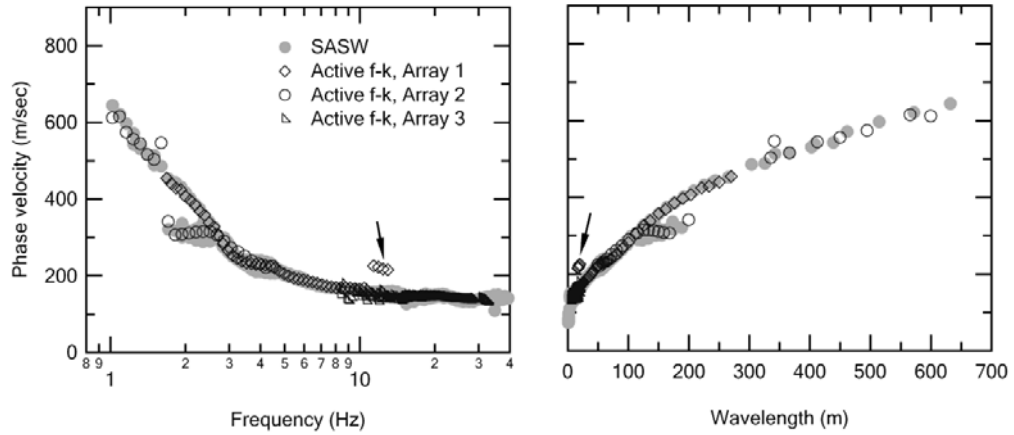 800
600
400
200
0
Phase velocity (m/sec)
SASW
Active f-k, Array 1
Active f-k, Array 2
Active f-k, Array 3
8 9 1 2 3 4 5 6 7 8 9 10 2 3 4
Frequency (Hz)
0 100 200 300 400 500 600 700
Wavelength (m)